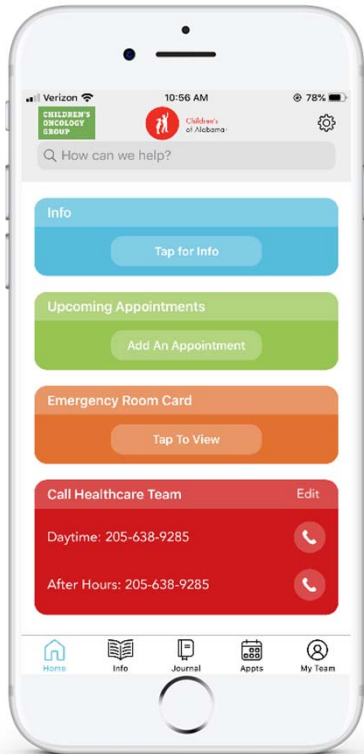 Verizon
10:56 AM
78%
CHILDREN'S
ONCOLOGY
GROUP
Children's
of Alabama
How can we help?
Info
Tap for Info
Upcoming Appointments
Add An Appointment
Emergency Room Card
Tap To View
Call Healthcare Team
Edit
Daytime: 205-638-9285
After Hours: 205-638-9285
Home
Info
Journal
Appts
My Team